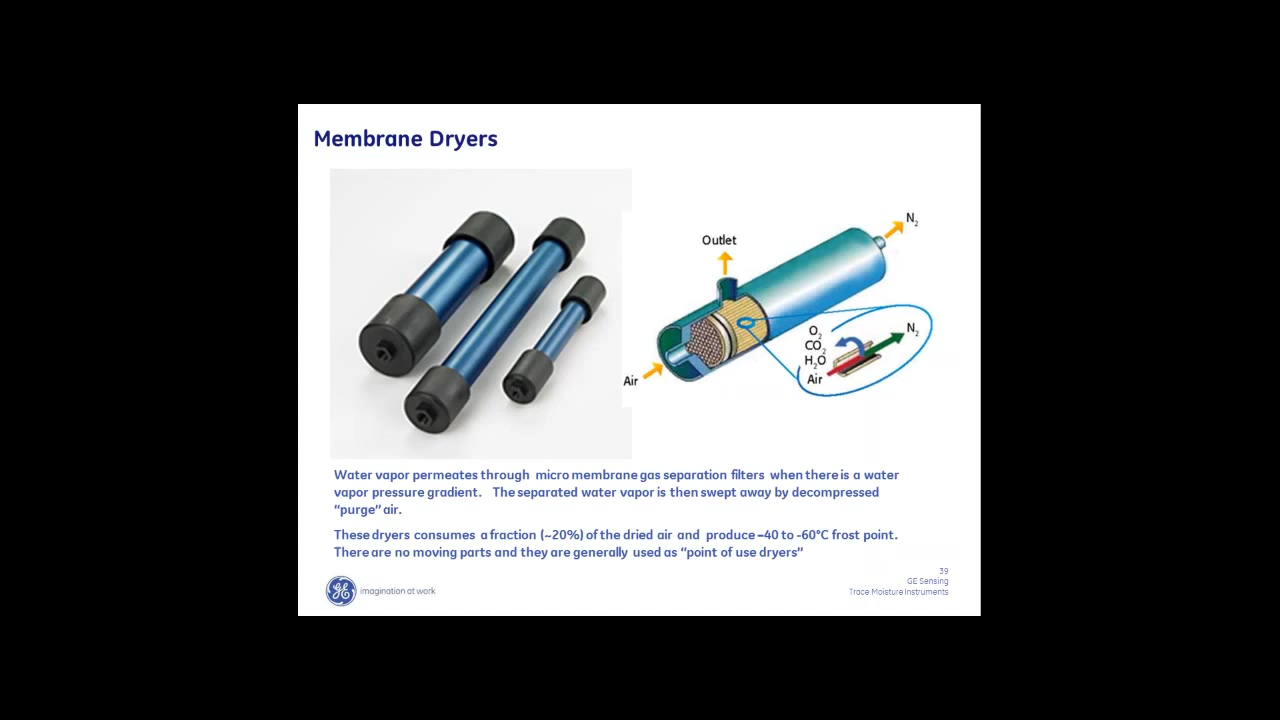 Membrane Dryers
N2
Outlet
O2
CO2
H2O
Air
N2
Air
Water vapor permeates through micro membrane gas separation filters when there is a water
vapor pressure gradient. The separated water vapor is then swept away by decompressed
“purge” air.
These dryers consumes a fraction (~20%) of the dried air and produce –40 to -60°C frost point.
There are no moving parts and they are generally used as “point of use dryers”
39
GE Sensing
Trace Moisture Instruments
GE imagination at work